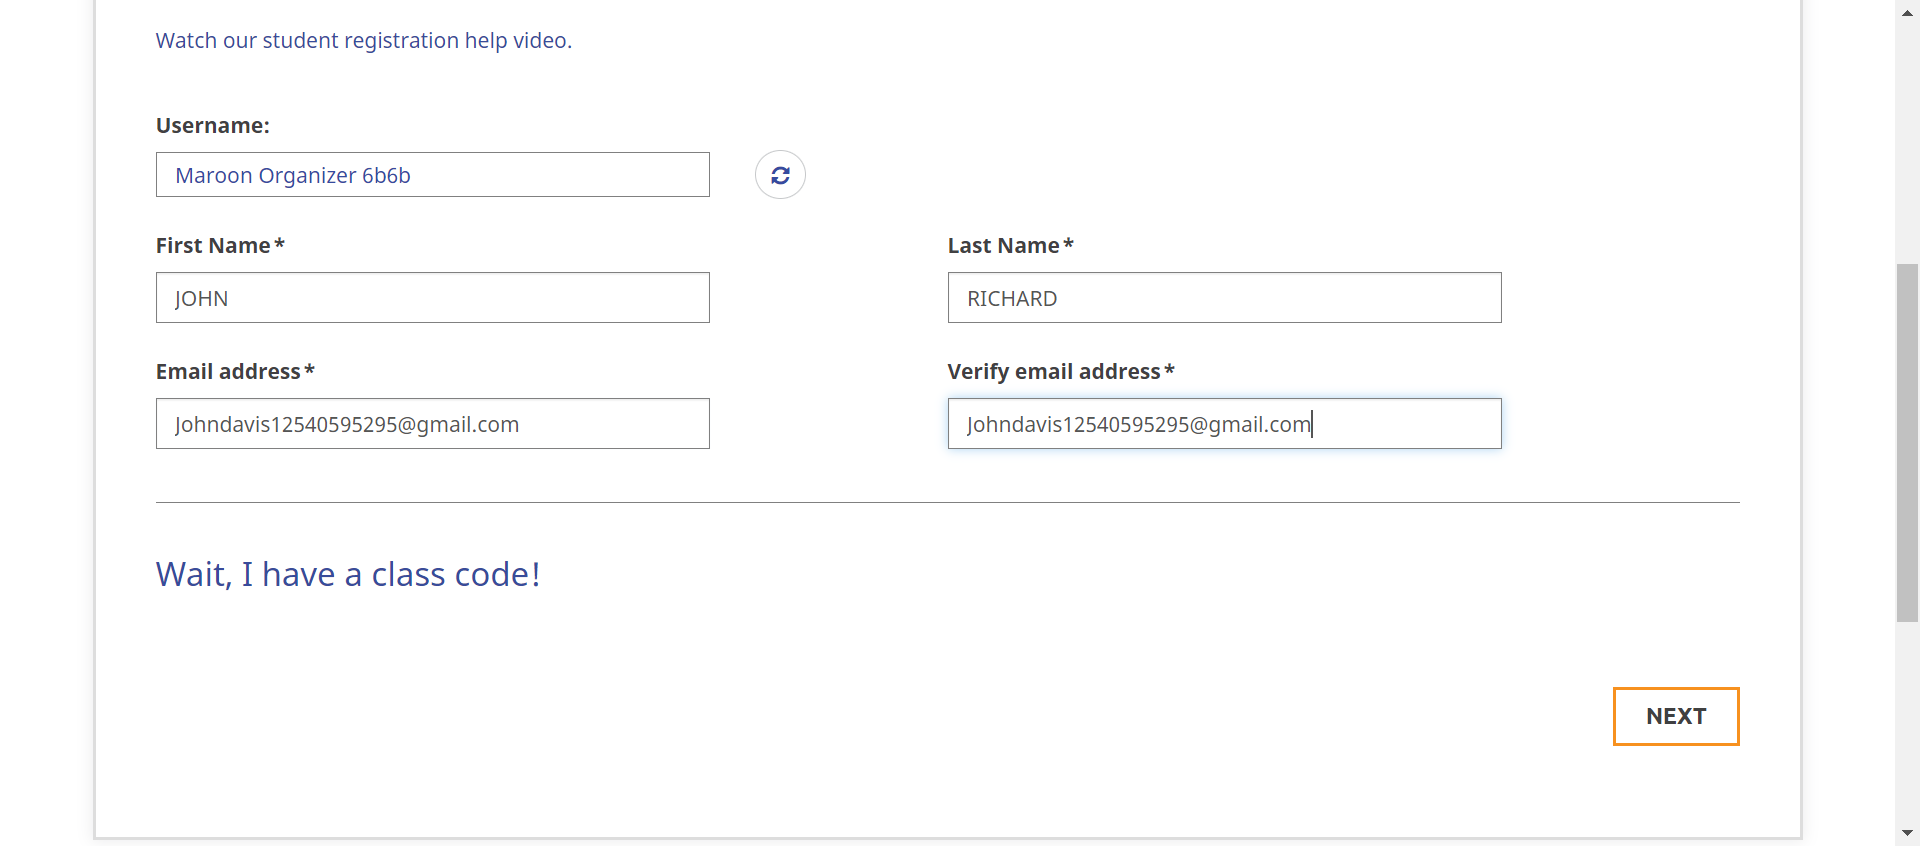 Watch our student registration help video.
Username:
Maroon Organizer 6b6b
First Name*
Last Name*
JOHN
RICHARD
Email address*
Verify email address*
Johndavis12540595295@gmail.com
Johndavis12540595295@gmail.com
Wait, I have a class code!
NEXT